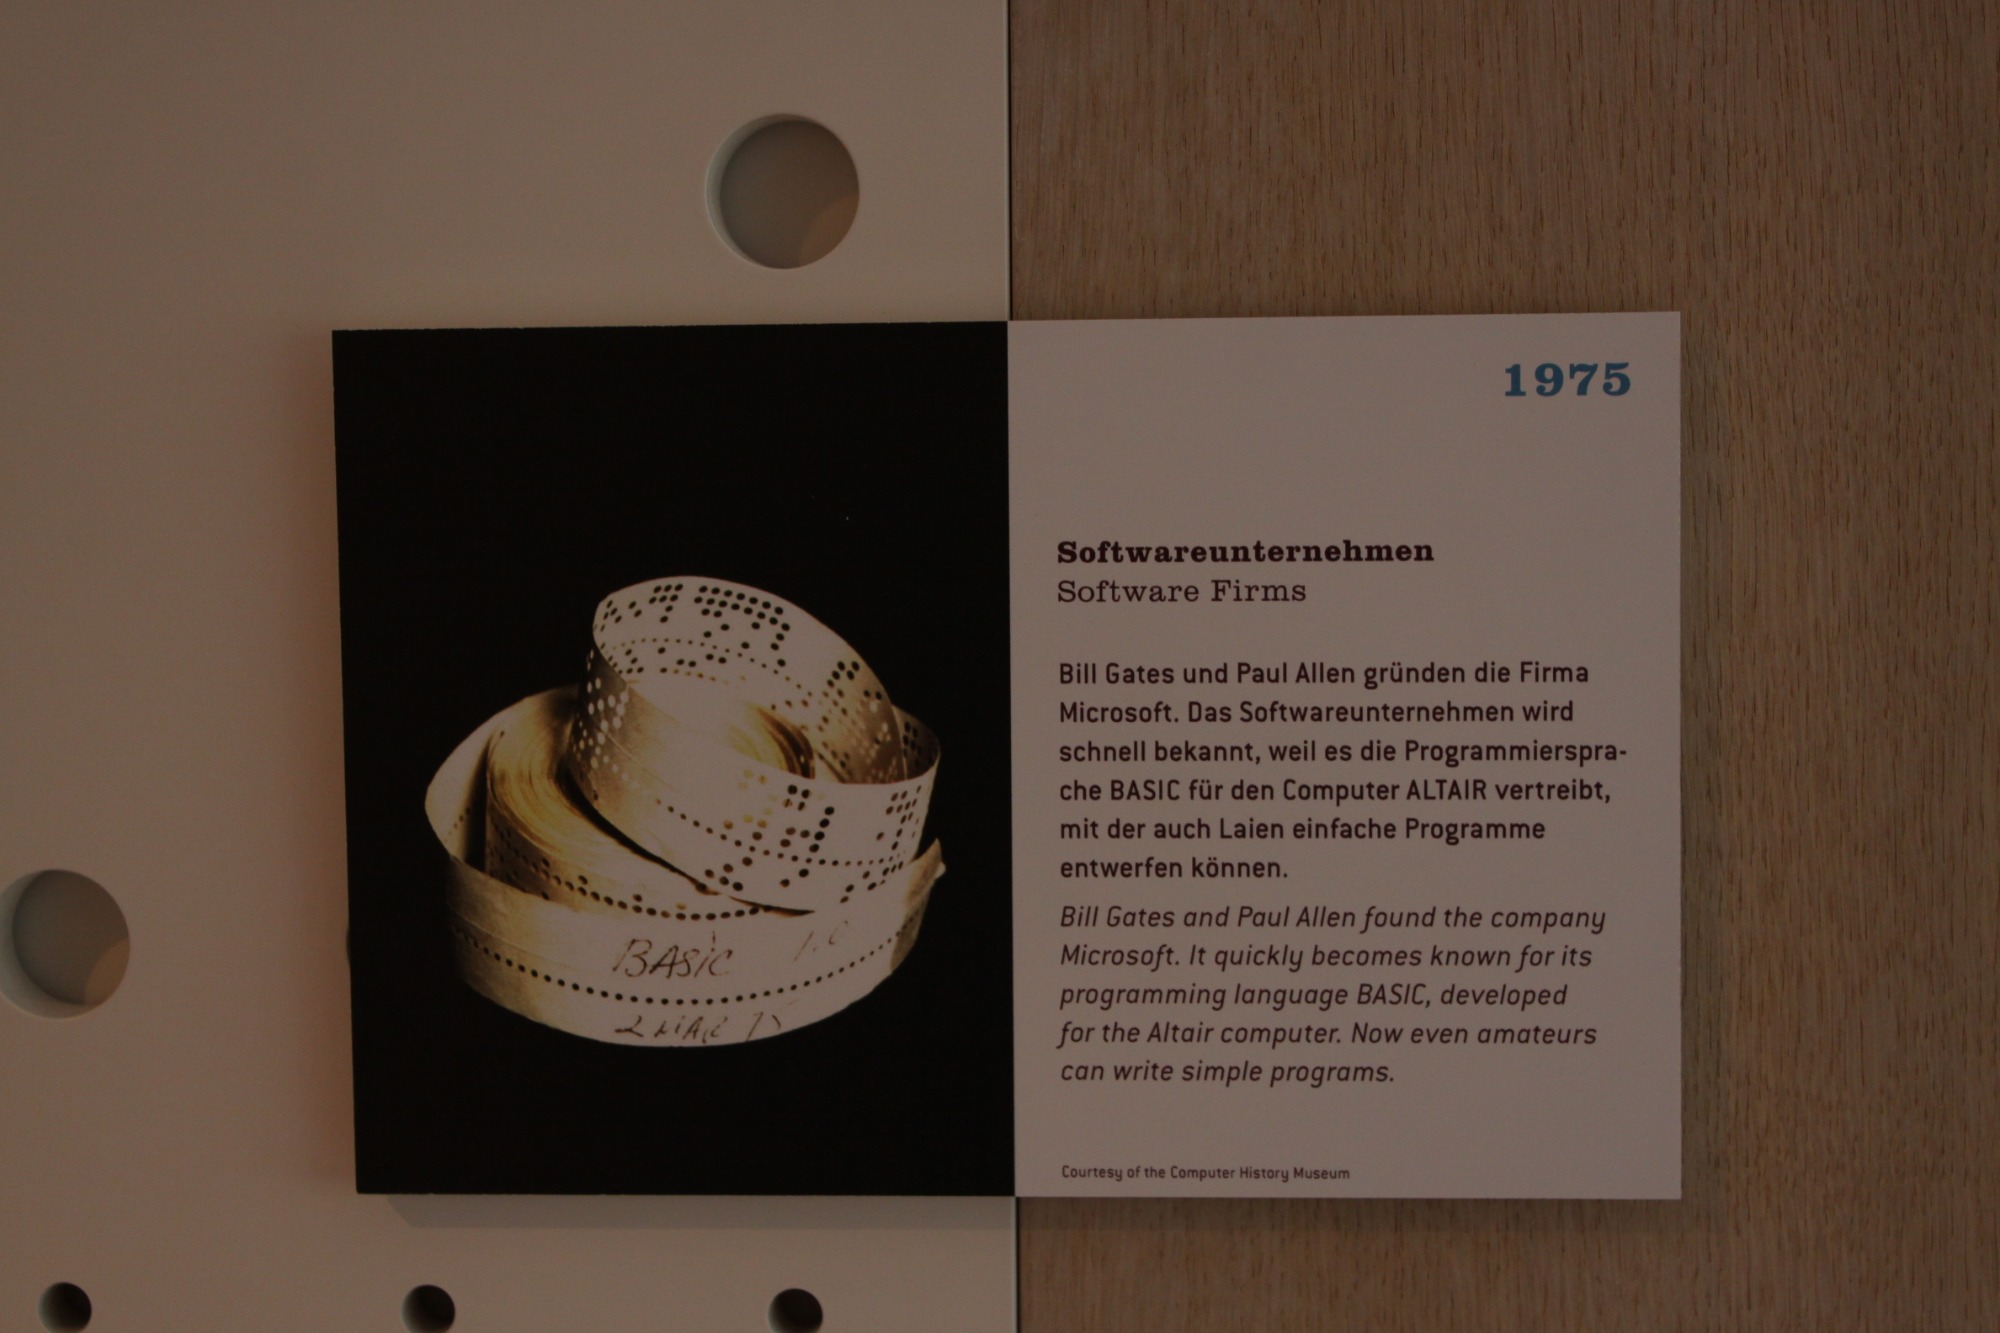 1975
Softwareunternehmen
Software Firms
Bill Gates und Paul Allen gründen die Firma
Microsoft. Das Softwareunternehmen wird
schnell bekannt, weil es die Programmierspra-
che BASIC für den Computer ALTAIR vertreibt,
mit der auch Laien einfache Programme
entwerfen können.
Bill Gates and Paul Allen found the company
Microsoft. It quickly becomes known for its
programming language BASIC, developed
for the Altair computer. Now even amateurs
can write simple programs.
Courtesy of the Computer History Museum
BASIC
2 MAR 75